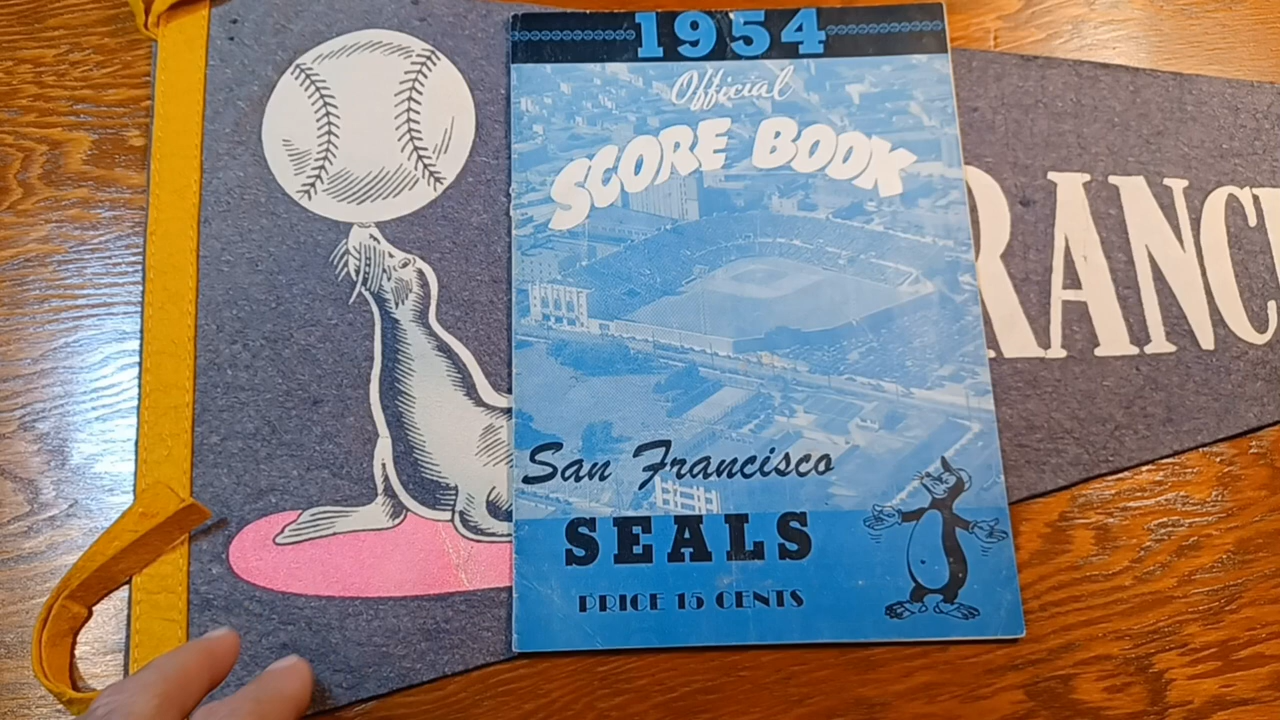 1954
Official
SCORE BOOK
RANC
San Francisco
SEALS
PRICE 15 CENTS